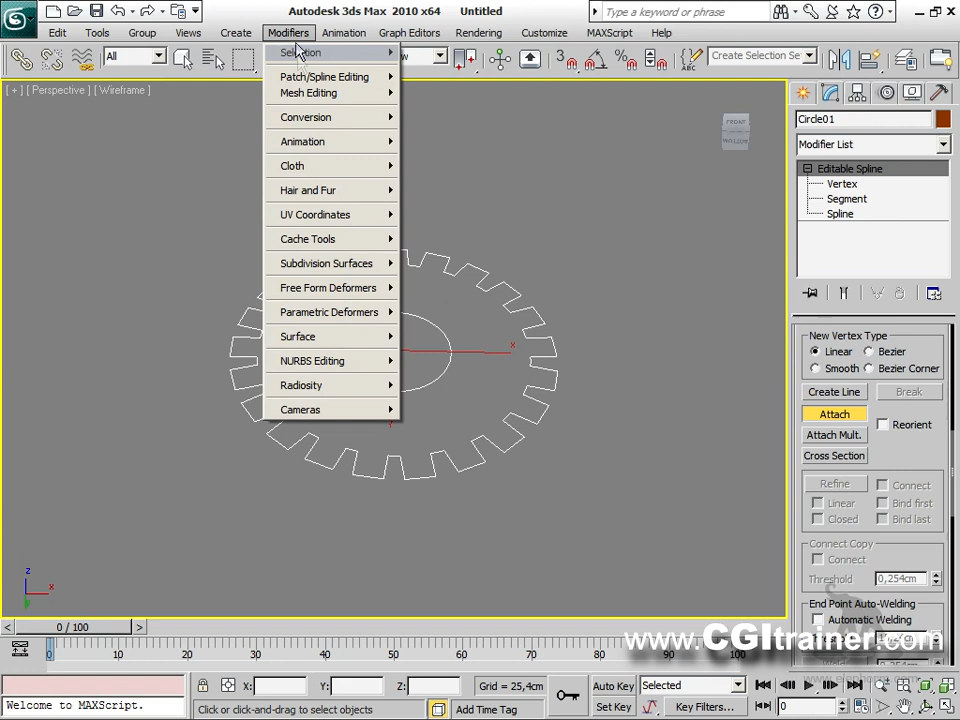 Autodesk 3ds Max 2010 x64 Untitled
Type a keyword or phrase
Edit Tools Group Views Create Modifiers Animation Graph Editors Rendering Customize MAXScript Help
All
Create Selection Se
[ + ] [ Perspective ] [ Wireframe ]
Selection
Patch/Spline Editing
Mesh Editing
Conversion
Animation
Cloth
Hair and Fur
UV Coordinates
Cache Tools
Subdivision Surfaces
Free Form Deformers
Parametric Deformers
Surface
NURBS Editing
Radiosity
Cameras
FRONT
x
z
x
y
Circle01
Modifier List
Editable Spline
Vertex
Segment
Spline
New Vertex Type
Linear Bezier
Smooth Bezier Corner
Create Line Break
Attach Reorient
Attach Mult.
Cross Section
Refine Connect
Linear Bind first
Closed Bind last
Connect Copy
Connect
Threshold 0,254cm
End Point Auto-Welding
Automatic Welding
www.CGItrainer.com
< 0 / 100 >
0 10 20 30 40 50 60 70 80 90 100
X: Y: Z: Grid = 25,4cm
Auto Key Selected
Set Key Key Filters... 0
Welcome to MAXScript.
Click or click-and-drag to select objects
Add Time Tag